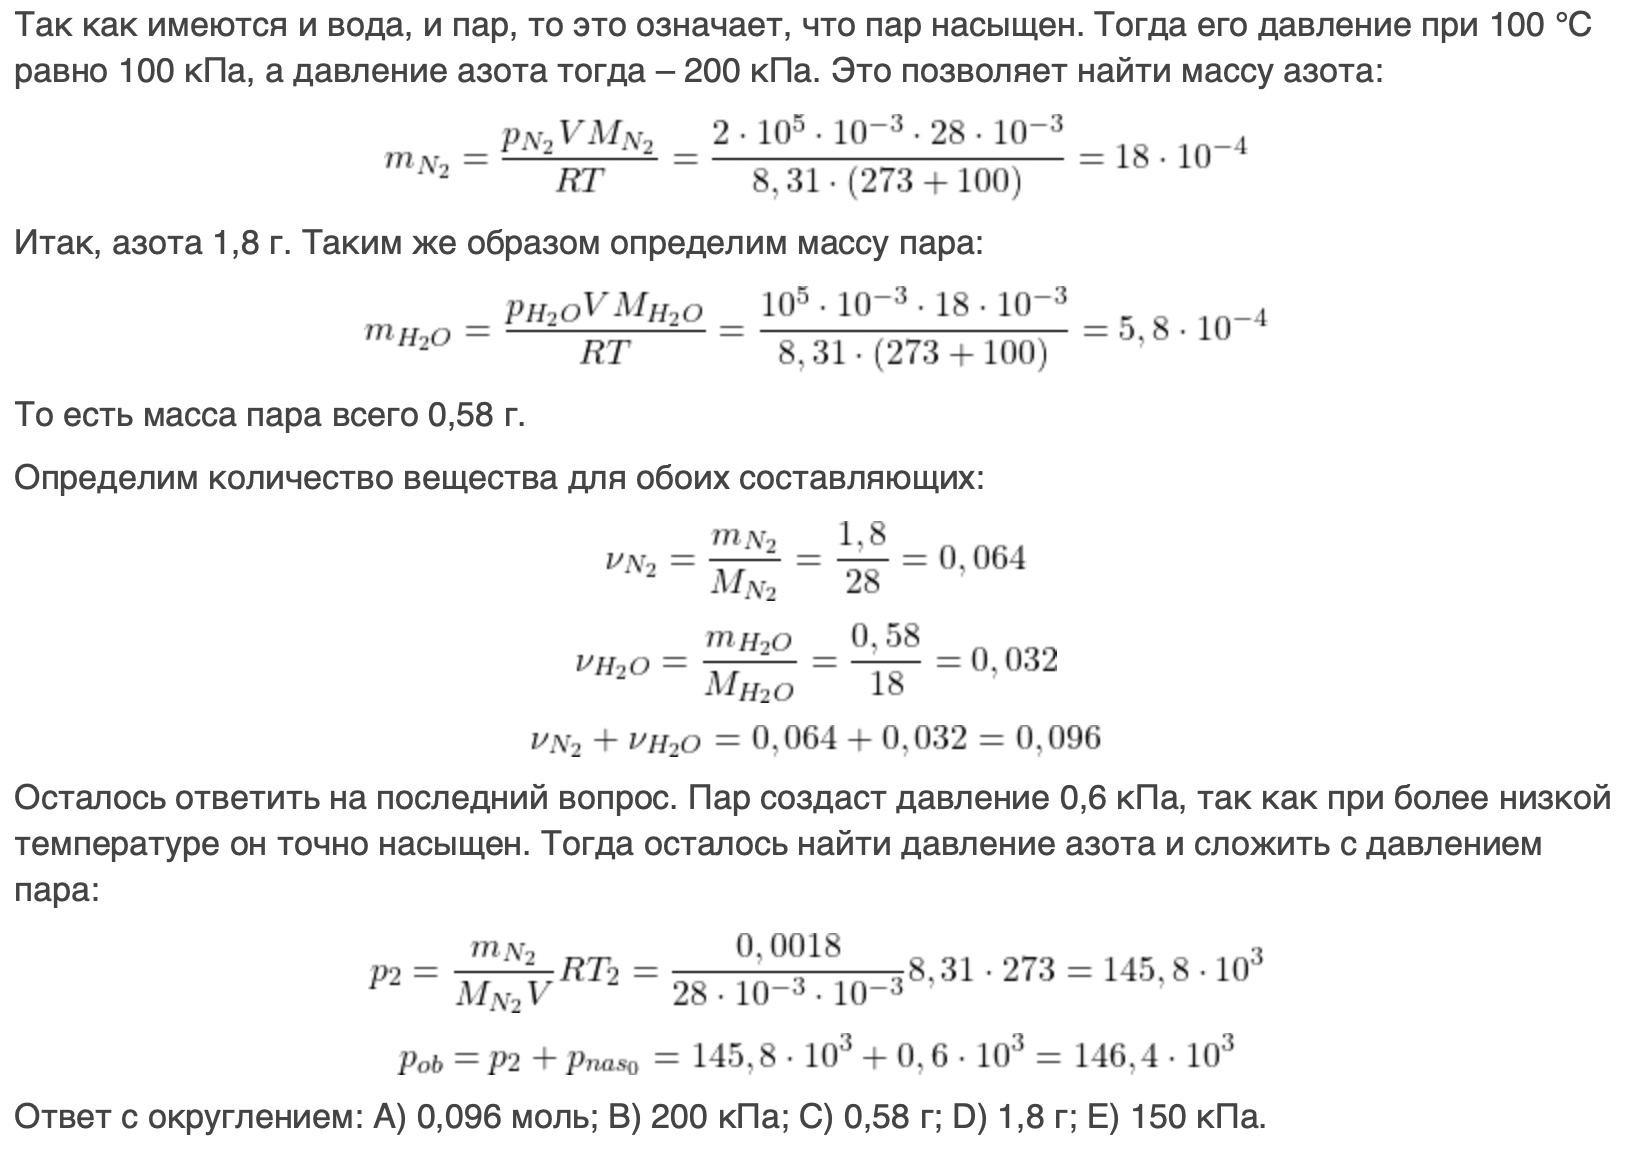 Так как имеются и вода, и пар, то это означает, что пар насыщен. Тогда его давление при 100 °С
равно 100 кПа, а давление азота тогда – 200 кПа. Это позволяет найти массу азота:
$m_{N_2} = \frac{p_{N_2} V M_{N_2}}{RT} = \frac{2 \cdot 10^5 \cdot 10^{-3} \cdot 28 \cdot 10^{-3}}{8,31 \cdot (273 + 100)} = 18 \cdot 10^{-4}$
Итак, азота 1,8 г. Таким же образом определим массу пара:
$m_{H_2O} = \frac{p_{H_2O} V M_{H_2O}}{RT} = \frac{10^5 \cdot 10^{-3} \cdot 18 \cdot 10^{-3}}{8,31 \cdot (273 + 100)} = 5,8 \cdot 10^{-4}$
То есть масса пара всего 0,58 г.
Определим количество вещества для обоих составляющих:
$\nu_{N_2} = \frac{m_{N_2}}{M_{N_2}} = \frac{1,8}{28} = 0,064$
$\nu_{H_2O} = \frac{m_{H_2O}}{M_{H_2O}} = \frac{0,58}{18} = 0,032$
$\nu_{N_2} + \nu_{H_2O} = 0,064 + 0,032 = 0,096$
Осталось ответить на последний вопрос. Пар создаст давление 0,6 кПа, так как при более низкой
температуре он точно насыщен. Тогда осталось найти давление азота и сложить с давлением
пара:
$p_2 = \frac{m_{N_2}}{M_{N_2} V} RT_2 = \frac{0,0018}{28 \cdot 10^{-3} \cdot 10^{-3}} 8,31 \cdot 273 = 145,8 \cdot 10^3$
$p_{ob} = p_2 + p_{nas_0} = 145,8 \cdot 10^3 + 0,6 \cdot 10^3 = 146,4 \cdot 10^3$
Ответ с округлением: А) 0,096 моль; В) 200 кПа; С) 0,58 г; D) 1,8 г; Е) 150 кПа.